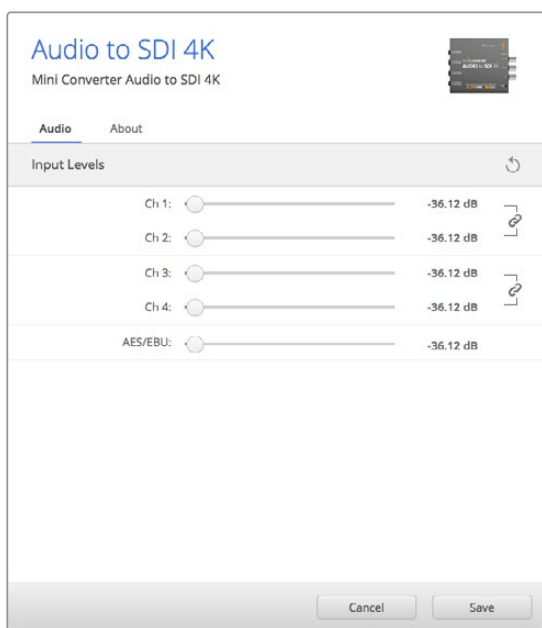 Audio to SDI 4K
Mini Converter Audio to SDI 4K
Audio About
Input Levels
Ch 1: -36.12 dB
Ch 2: -36.12 dB
Ch 3: -36.12 dB
Ch 4: -36.12 dB
AES/EBU: -36.12 dB
Cancel Save